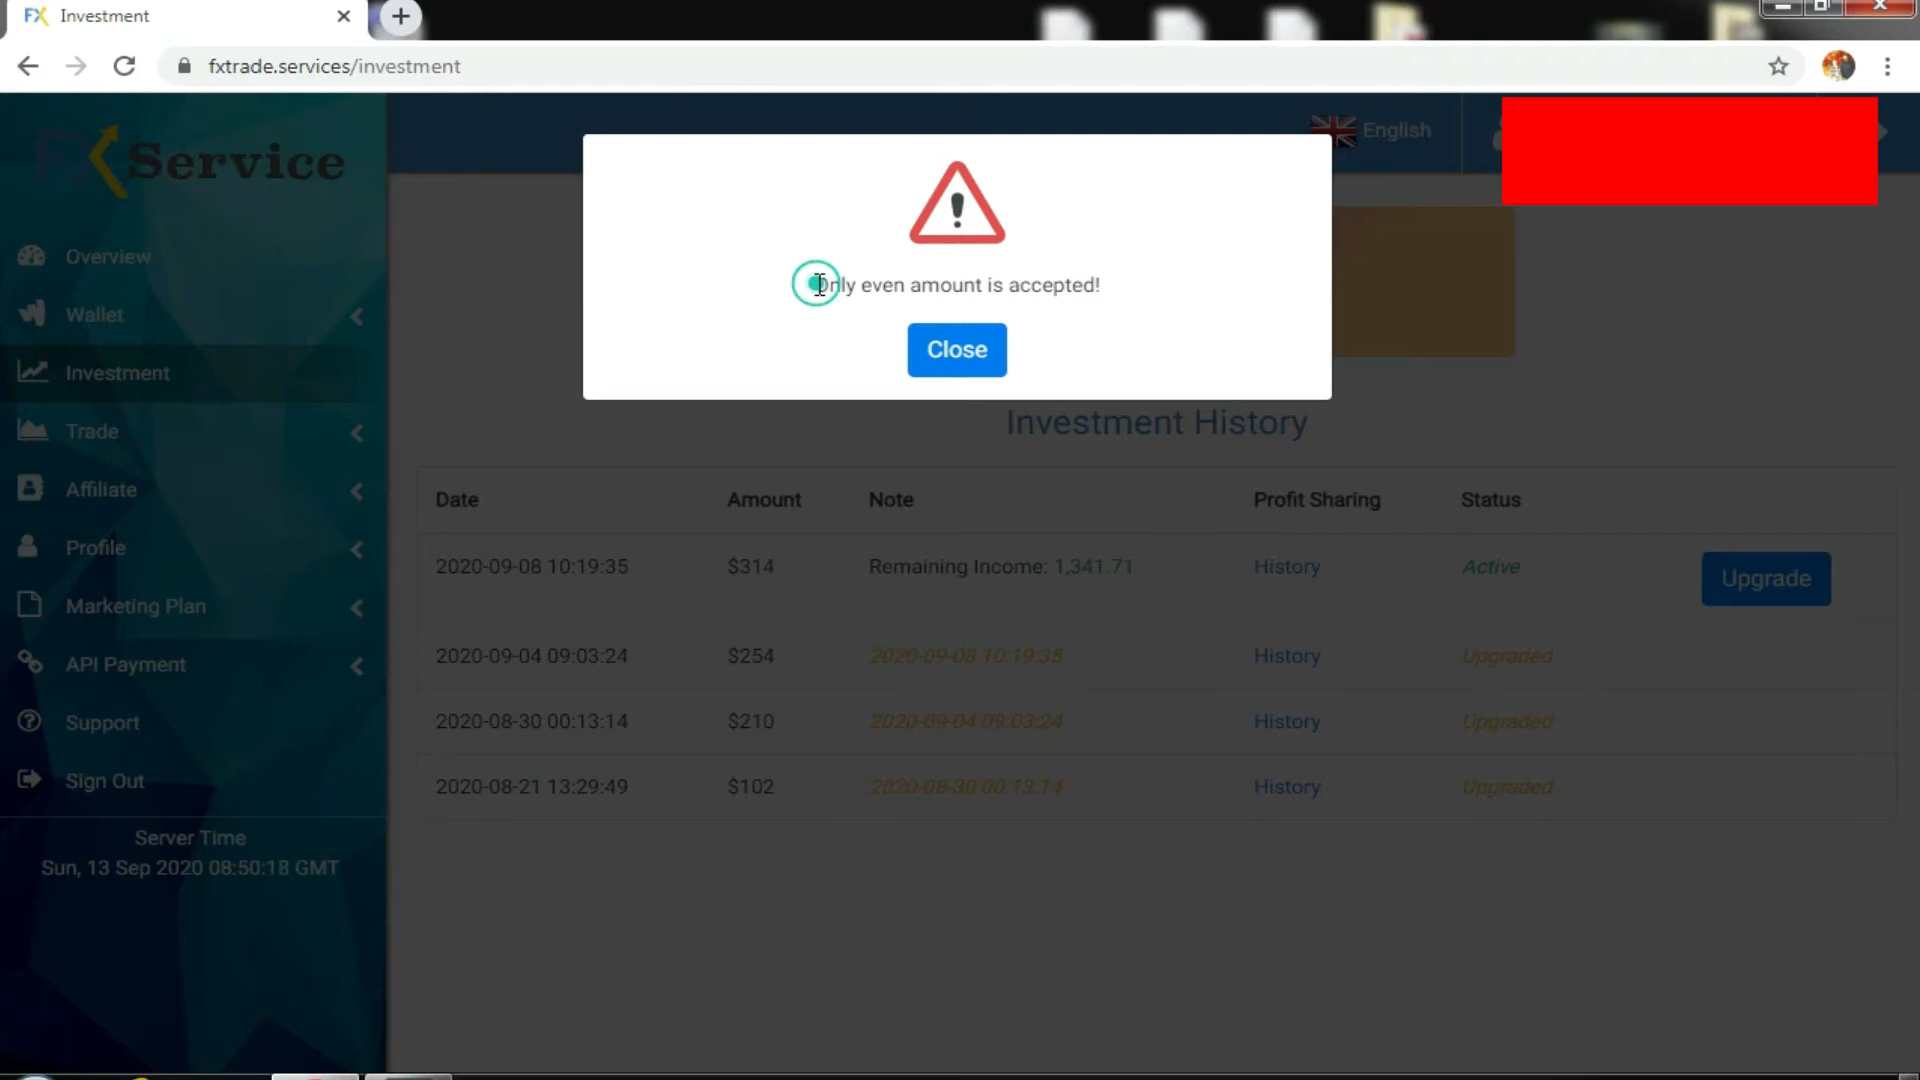 FX Investment
fxtrade.services/investment
FX Service
English
Only even amount is accepted!
Close
Overview
Wallet
Investment
Trade
Affiliate
Profile
Marketing Plan
API Payment
Support
Sign Out
Server Time
Sun, 13 Sep 2020 08:50:18 GMT
Investment History
Date Amount Note Profit Sharing Status
2020-09-08 10:19:35 $314 Remaining Income: 1,341.71 History Active Upgrade
2020-09-04 09:03:24 $254 2020-09-08 10:19:35 History Upgraded
2020-08-30 00:13:14 $210 2020-09-04 09:03:24 History Upgraded
2020-08-21 13:29:49 $102 2020-08-30 00:13:14 History Upgraded